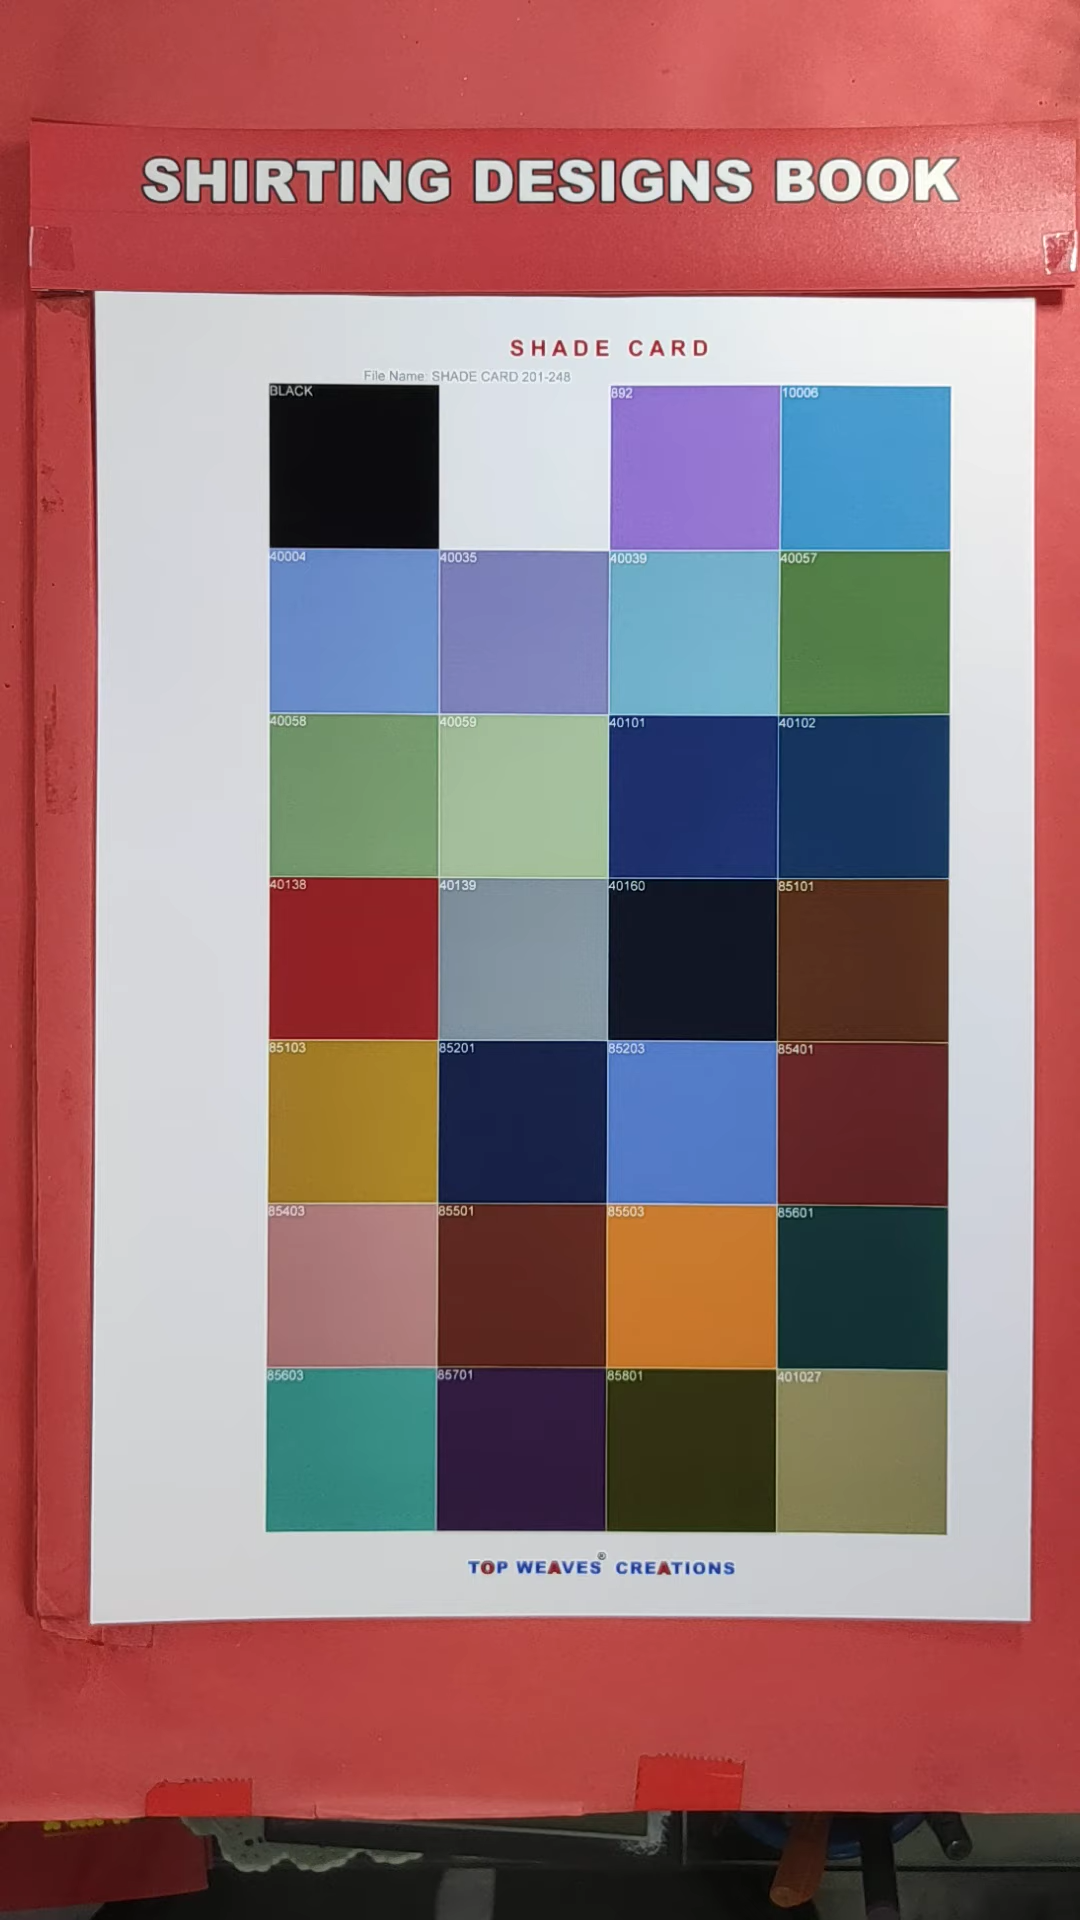 SHIRTING DESIGNS BOOK
SHADE CARD
File Name: SHADE CARD 201-248
BLACK 892 10006
40004 40035 40039 40057
40058 40059 40101 40102
40138 40139 40160 85101
85103 85201 85203 85401
85403 85501 85503 85601
85603 85701 85801 401027
TOP WEAVES® CREATIONS